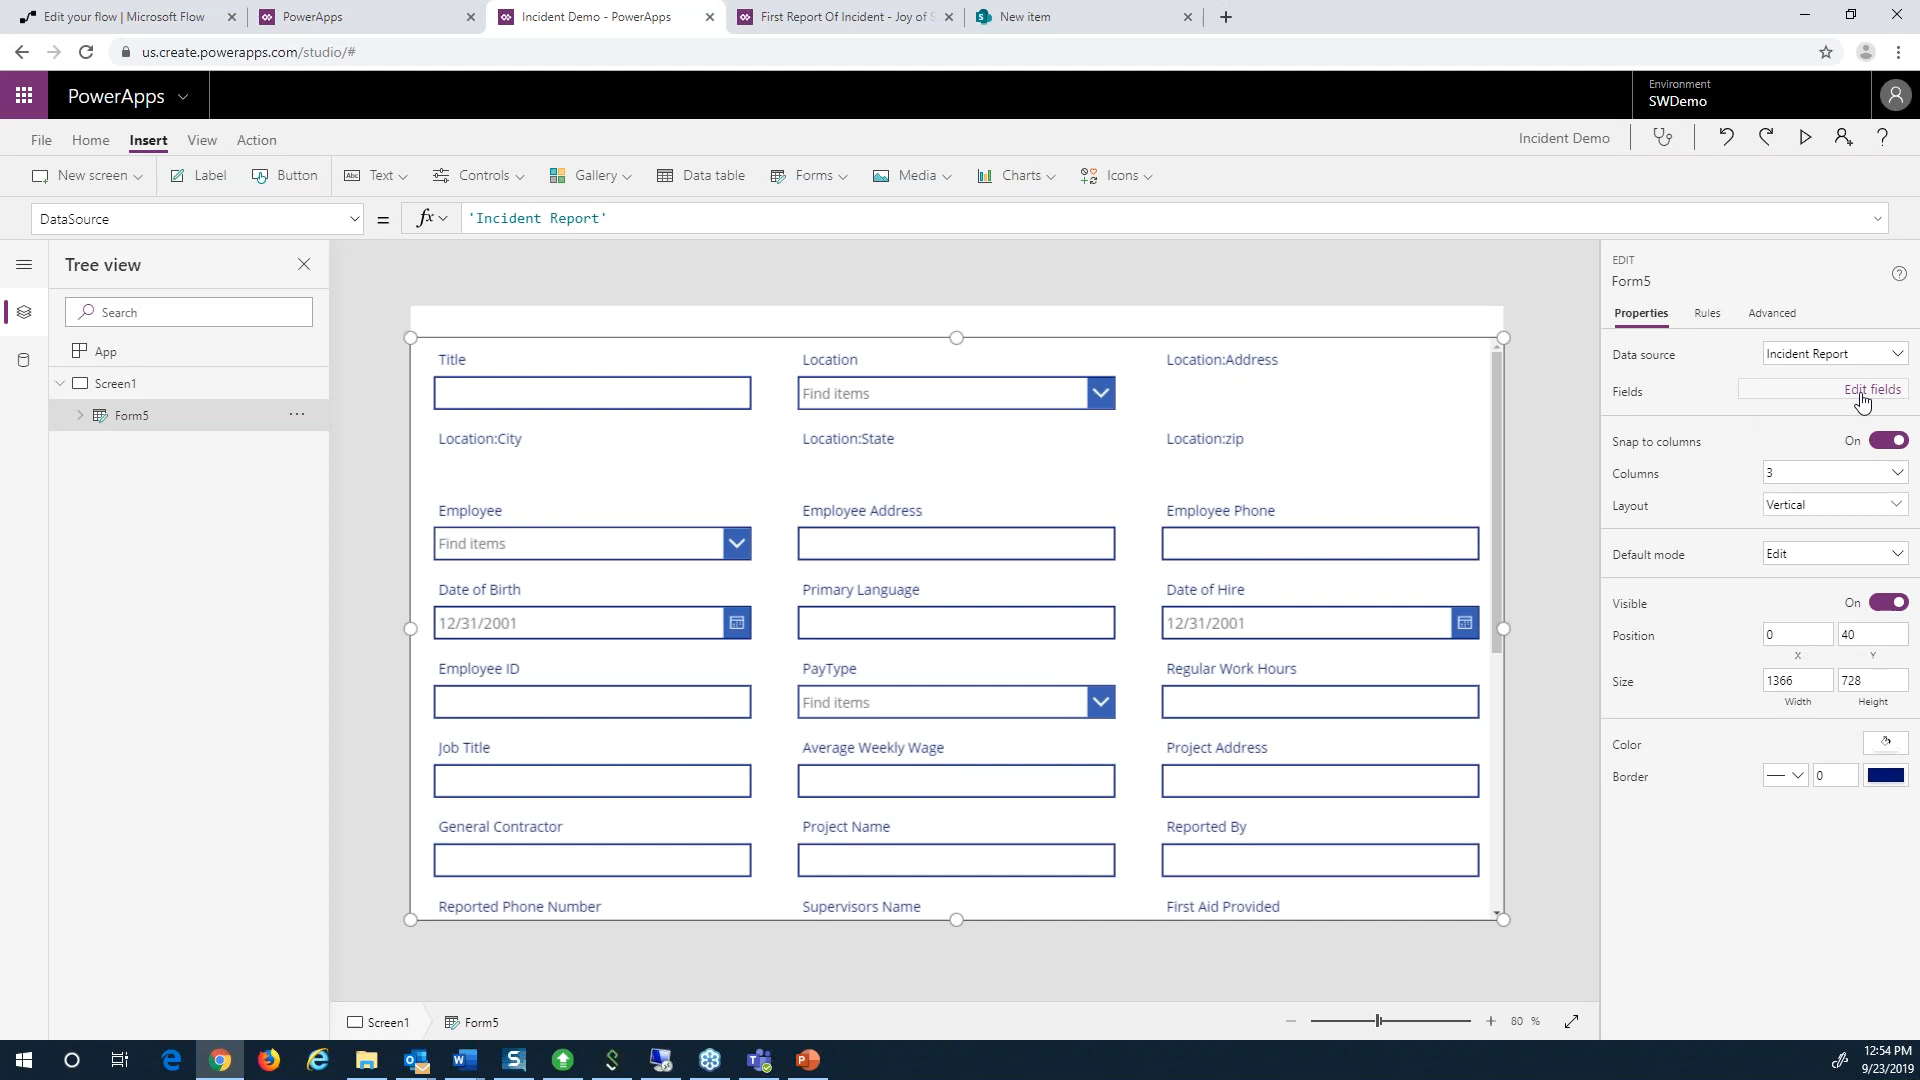 Edit your flow | Microsoft Flow
PowerApps
Incident Demo - PowerApps
First Report Of Incident - Joy of S
New item
us.create.powerapps.com/studio/#
PowerApps
Environment
SWDemo
File Home Insert View Action
Incident Demo
New screen Label Button Text Controls Gallery Data table Forms Media Charts Icons
DataSource = fx 'Incident Report'
Tree view
Search
App
Screen1
Form5
Title Location Location:Address
Find items
Location:City Location:State Location:zip
Employee Employee Address Employee Phone
Find items
Date of Birth Primary Language Date of Hire
12/31/2001 12/31/2001
Employee ID PayType Regular Work Hours
Find items
Job Title Average Weekly Wage Project Address
General Contractor Project Name Reported By
Reported Phone Number Supervisors Name First Aid Provided
EDIT
Form5
Properties Rules Advanced
Data source Incident Report
Fields Edit fields
Snap to columns On
Columns 3
Layout Vertical
Default mode Edit
Visible On
Position 0 40
X Y
Size 1366 728
Width Height
Color
Border 0
Screen1 Form5
80 %
12:54 PM
9/23/2019